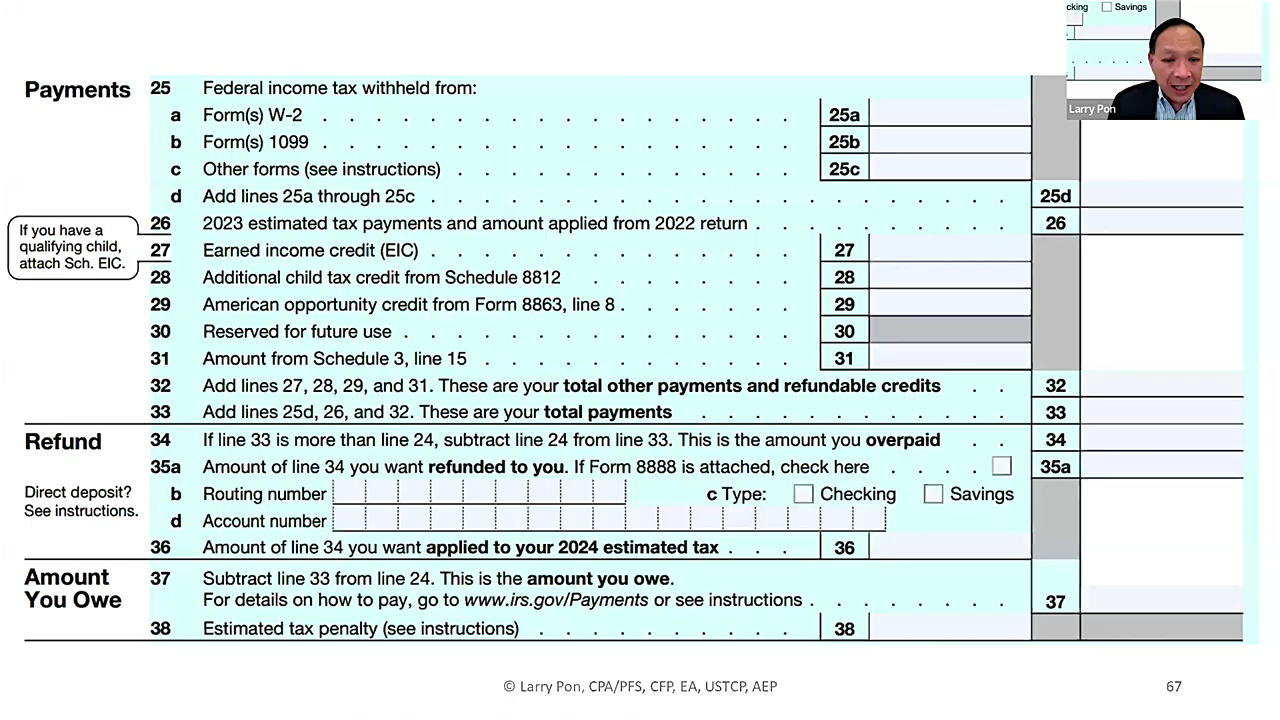 cking Savings
Larry Pon
Payments 25 Federal income tax withheld from:
a Form(s) W-2 . . . . . . . . . . . . . . . . . . 25a
b Form(s) 1099 . . . . . . . . . . . . . . . . . . 25b
c Other forms (see instructions) . . . . . . . . . . . . . 25c
d Add lines 25a through 25c . . . . . . . . . . . . . . . . . . . . . . 25d
If you have a
qualifying child,
attach Sch. EIC.
26 2023 estimated tax payments and amount applied from 2022 return . . . . . . . . . . 26
27 Earned income credit (EIC) . . . . . . . . . . . . . . 27
28 Additional child tax credit from Schedule 8812 . . . . . . . . 28
29 American opportunity credit from Form 8863, line 8 . . . . . . . 29
30 Reserved for future use . . . . . . . . . . . . . . . 30
31 Amount from Schedule 3, line 15 . . . . . . . . . . . . 31
32 Add lines 27, 28, 29, and 31. These are your total other payments and refundable credits . . 32
33 Add lines 25d, 26, and 32. These are your total payments . . . . . . . . . . . . 33
Refund 34 If line 33 is more than line 24, subtract line 24 from line 33. This is the amount you overpaid . . 34
35a Amount of line 34 you want refunded to you. If Form 8888 is attached, check here . . . . 35a
Direct deposit?
See instructions.
b Routing number c Type: Checking Savings
d Account number
36 Amount of line 34 you want applied to your 2024 estimated tax . . . 36
Amount
You Owe
37 Subtract line 33 from line 24. This is the amount you owe.
For details on how to pay, go to www.irs.gov/Payments or see instructions . . . . . . . . 37
38 Estimated tax penalty (see instructions) . . . . . . . . . . 38
© Larry Pon, CPA/PFS, CFP, EA, USTCP, AEP 67